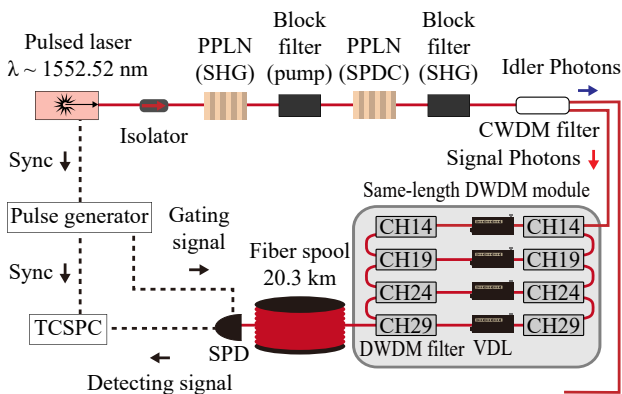 Pulsed laser
λ ~ 1552.52 nm
Isolator
PPLN
(SHG)
Block
filter
(pump)
PPLN
(SPDC)
Block
filter
(SHG)
Idler Photons
CWDM filter
Signal Photons
Sync
Pulse generator
Sync
TCSPC
Gating
signal
SPD
Detecting signal
Fiber spool
20.3 km
Same-length DWDM module
CH14 CH14
CH19 CH19
CH24 CH24
CH29 CH29
DWDM filter VDL